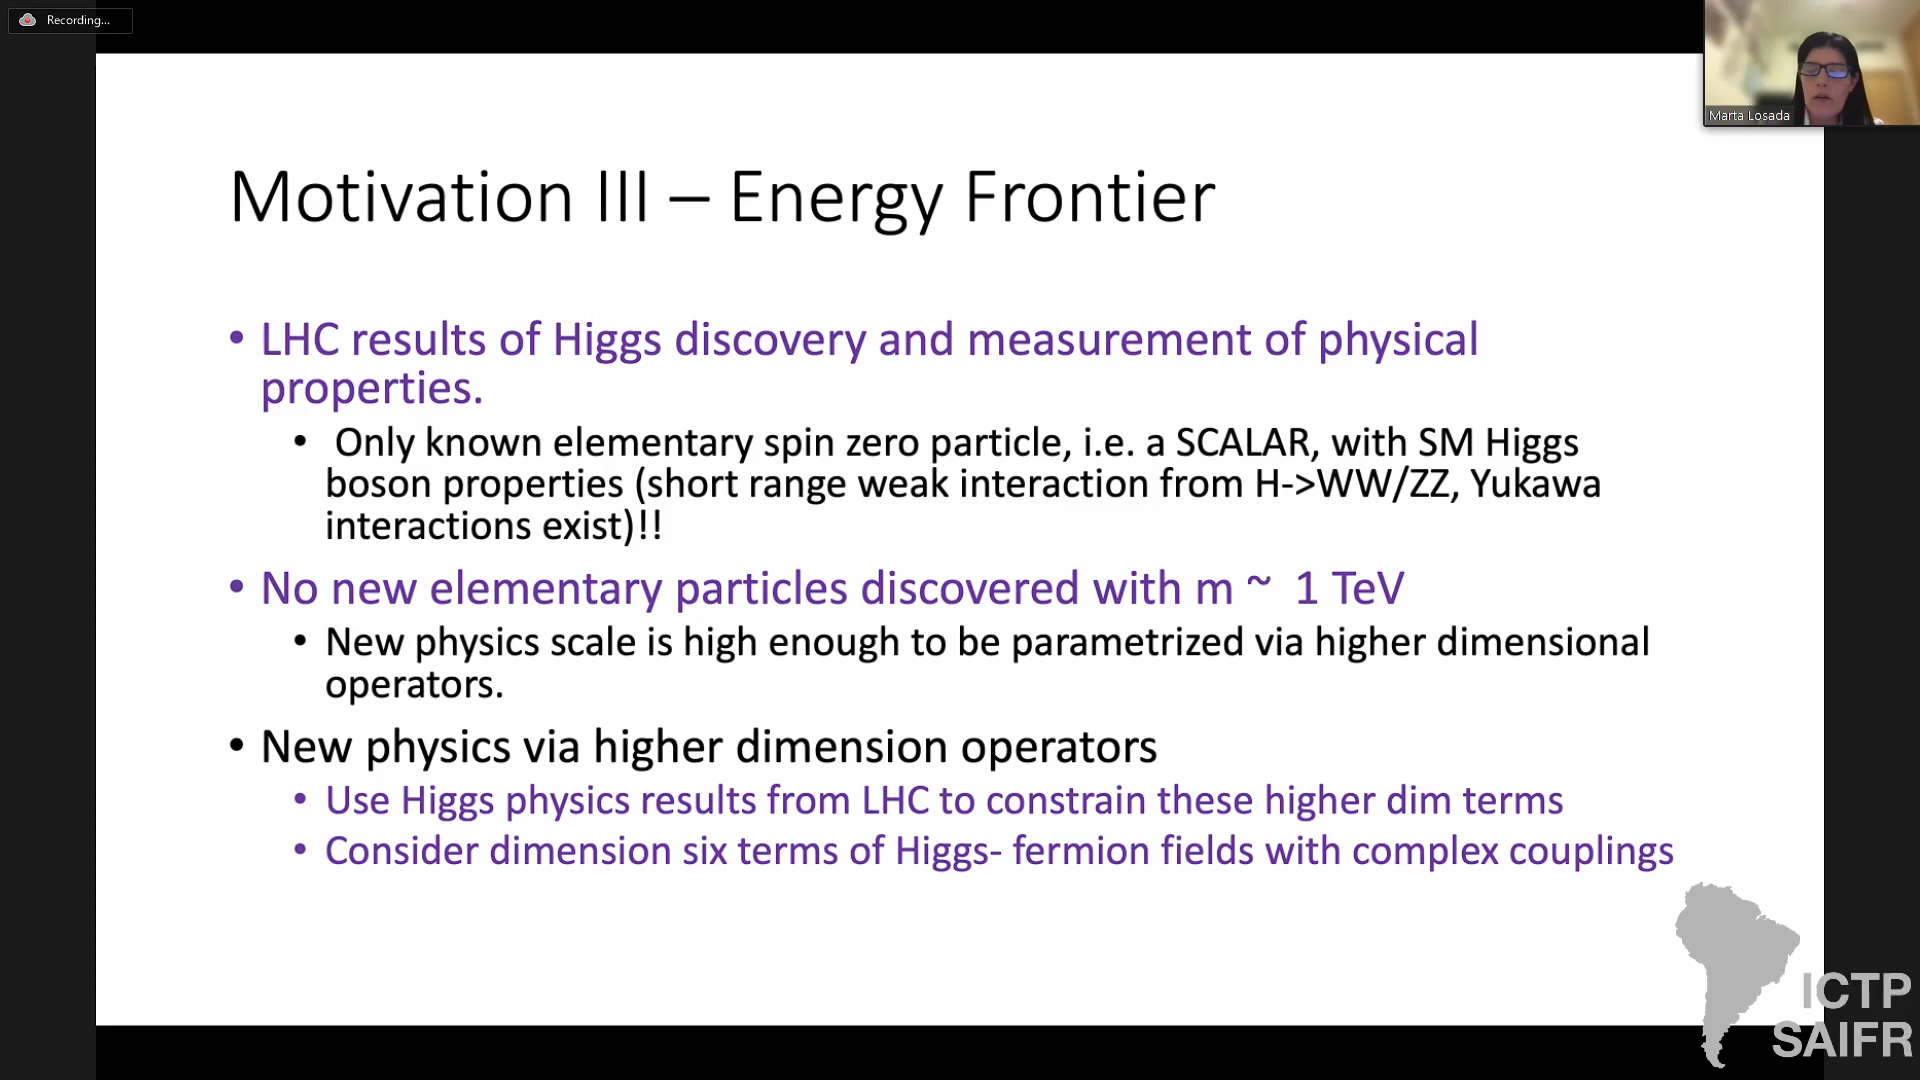 Recording...
Marta Losada
Motivation III – Energy Frontier
• LHC results of Higgs discovery and measurement of physical
properties.
• Only known elementary spin zero particle, i.e. a SCALAR, with SM Higgs
boson properties (short range weak interaction from H->WW/ZZ, Yukawa
interactions exist)!!
• No new elementary particles discovered with m ~ 1 TeV
• New physics scale is high enough to be parametrized via higher dimensional
operators.
• New physics via higher dimension operators
• Use Higgs physics results from LHC to constrain these higher dim terms
• Consider dimension six terms of Higgs- fermion fields with complex couplings
ICTP
SAIFR